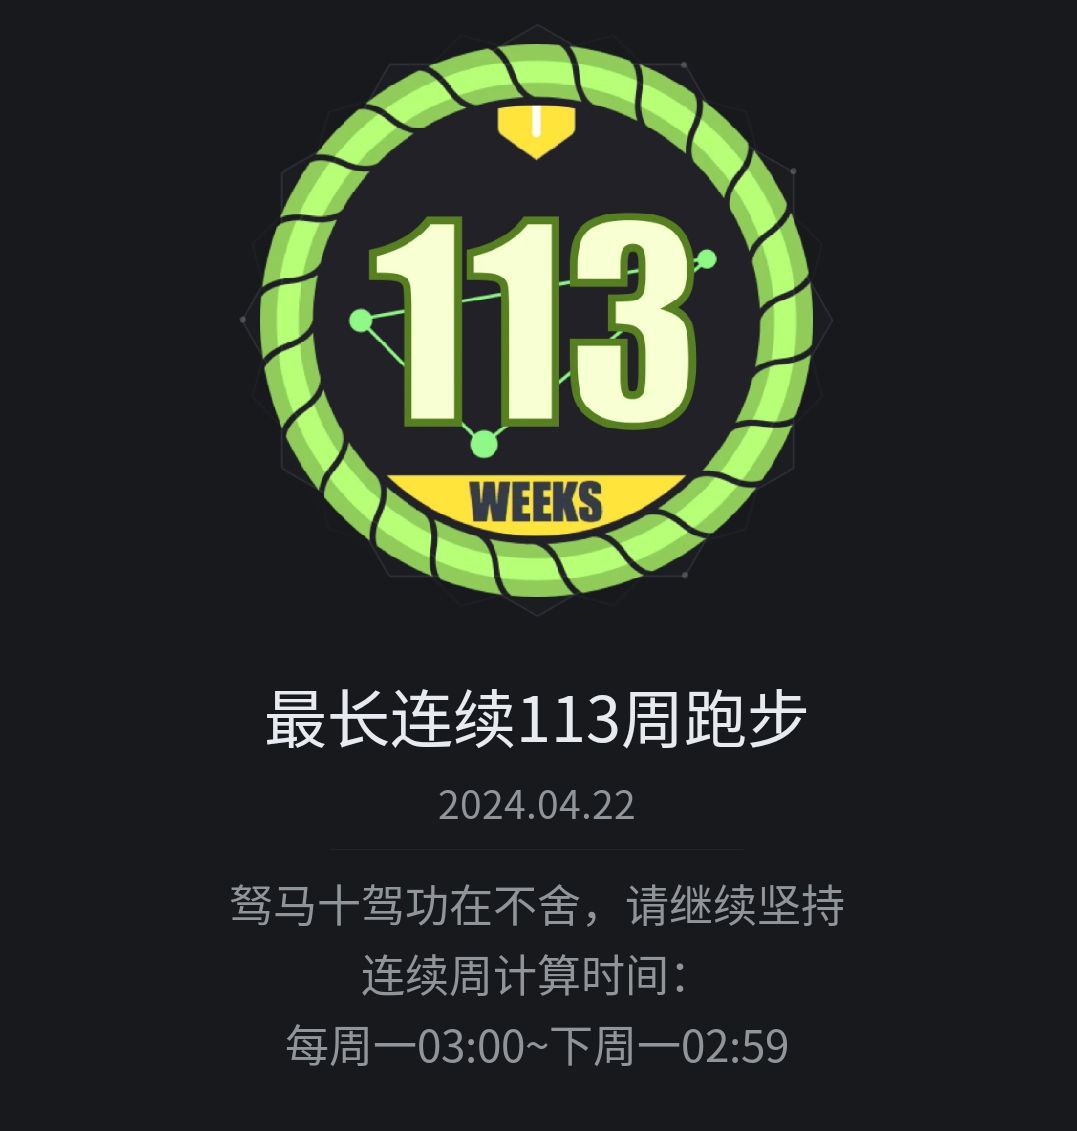 113
WEEKS
最长连续113周跑步
2024.04.22
驽马十驾功在不舍，请继续坚持
连续周计算时间：
每周一03:00~下周一02:59